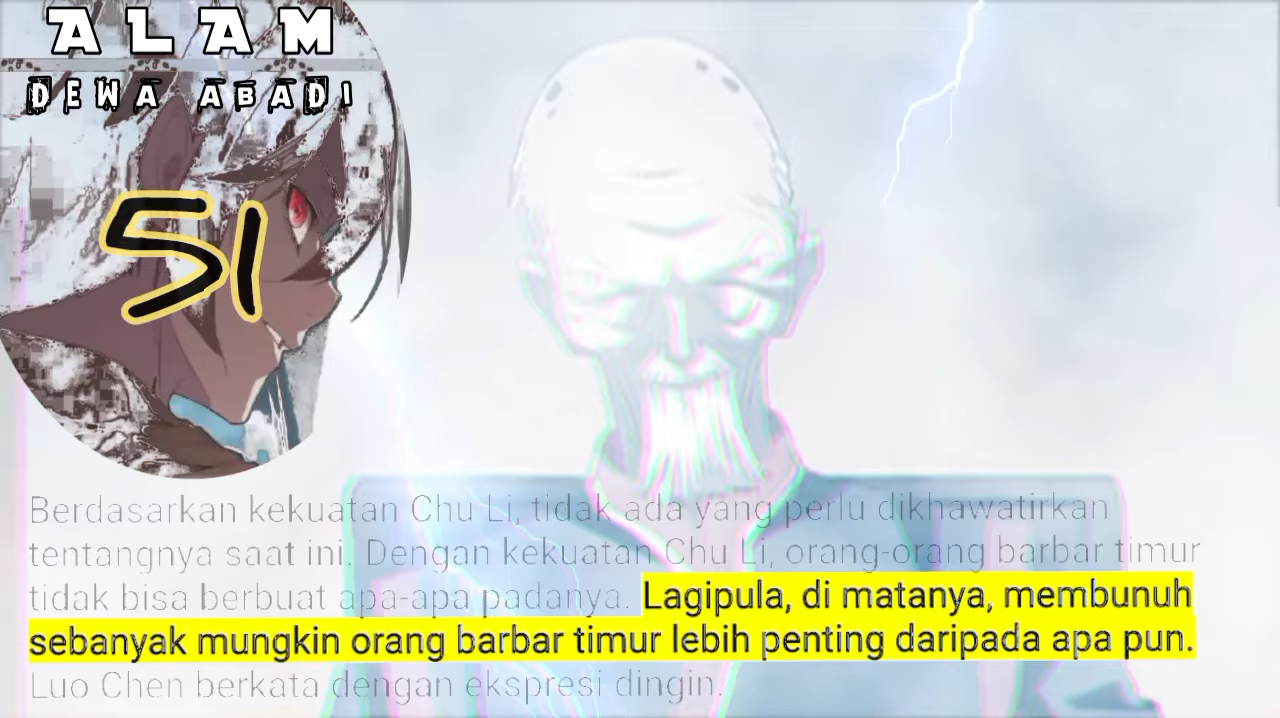 ALAM
DEWA ABADI
51
Berdasarkan kekuatan Chu Li, tidak ada yang perlu dikhawatirkan
tentangnya saat ini. Dengan kekuatan Chu Li, orang-orang barbar timur
tidak bisa berbuat apa-apa padanya. Lagipula, di matanya, membunuh
sebanyak mungkin orang barbar timur lebih penting daripada apa pun.
Luo Chen berkata dengan ekspresi dingin.